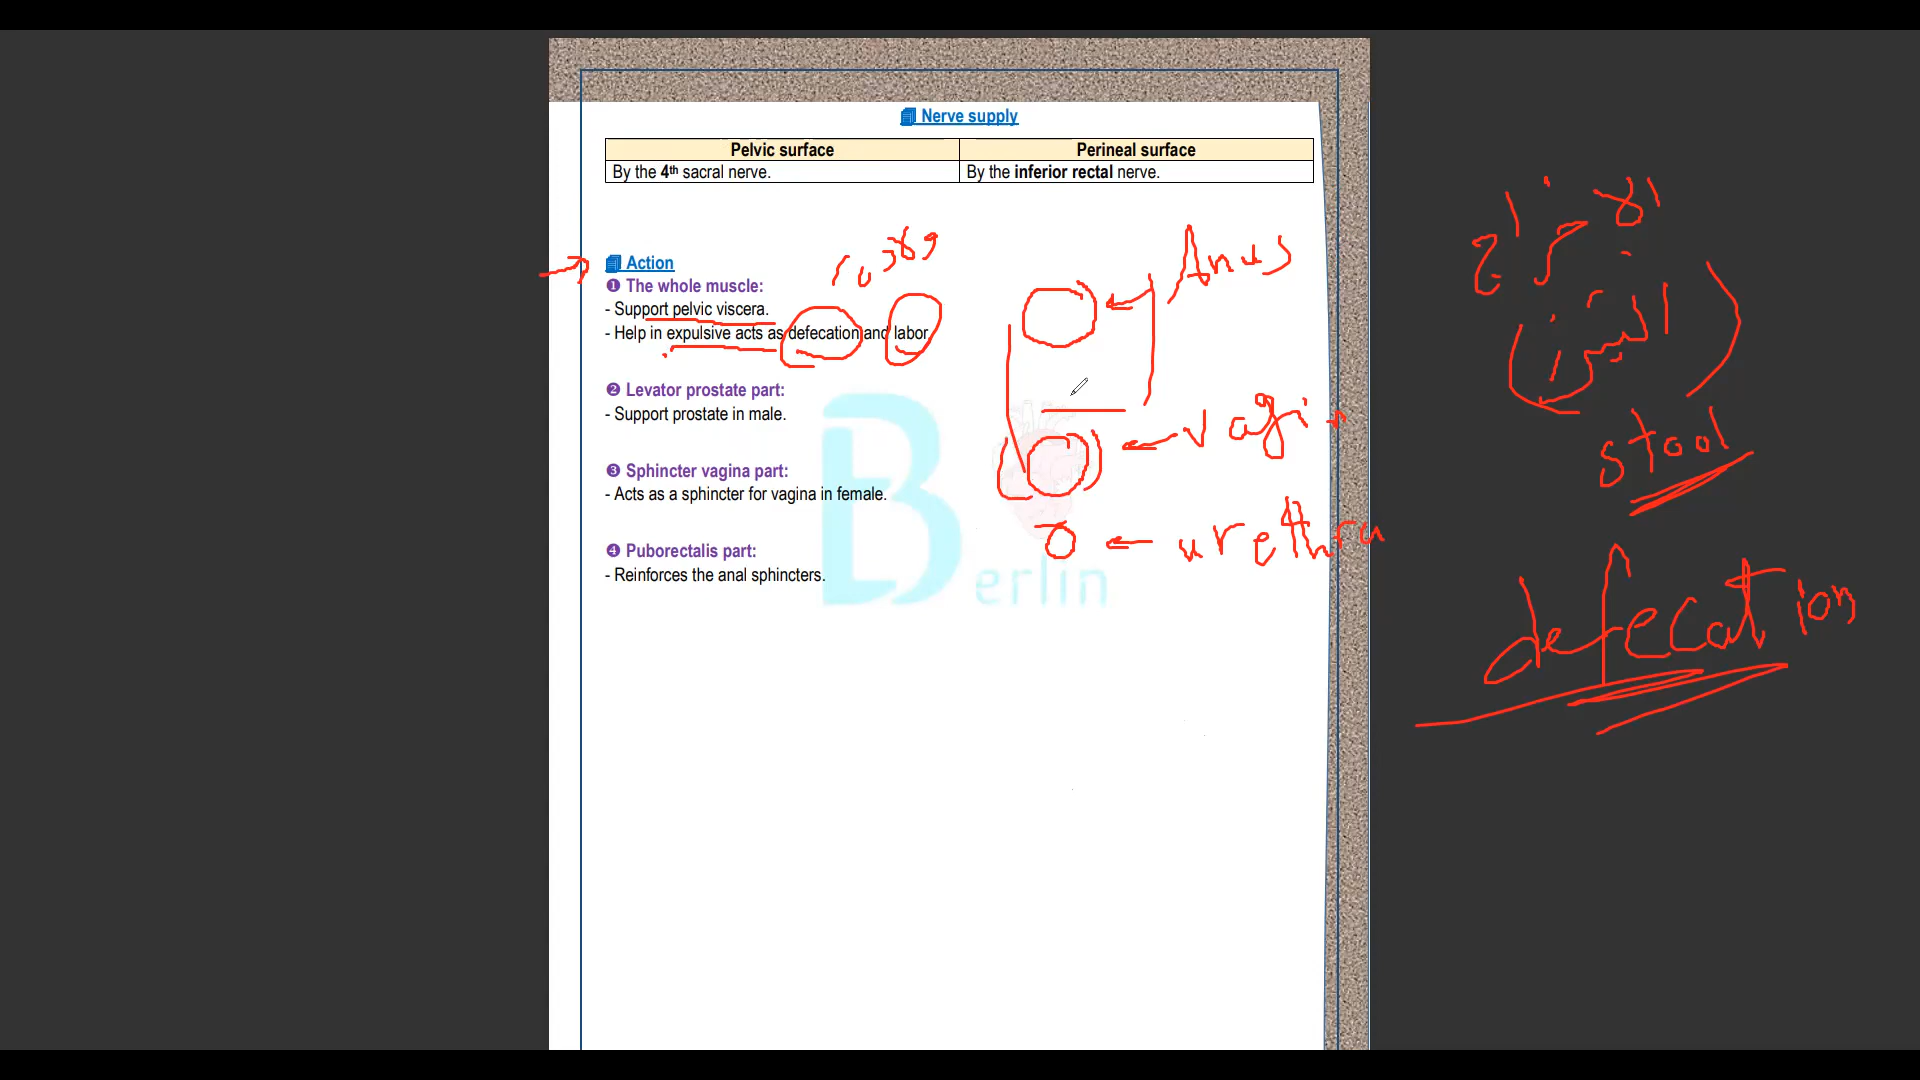 Nerve supply
Pelvic surface
Perineal surface
By the 4th sacral nerve.
By the inferior rectal nerve.
Action
❶ The whole muscle:
- Support pelvic viscera.
- Help in expulsive acts as defecation and labor.
❷ Levator prostate part:
- Support prostate in male.
❸ Sphincter vagina part:
- Acts as a sphincter for vagina in female.
❹ Puborectalis part:
- Reinforces the anal sphincters.
Berlin
Anus
urethra
stool
defecation